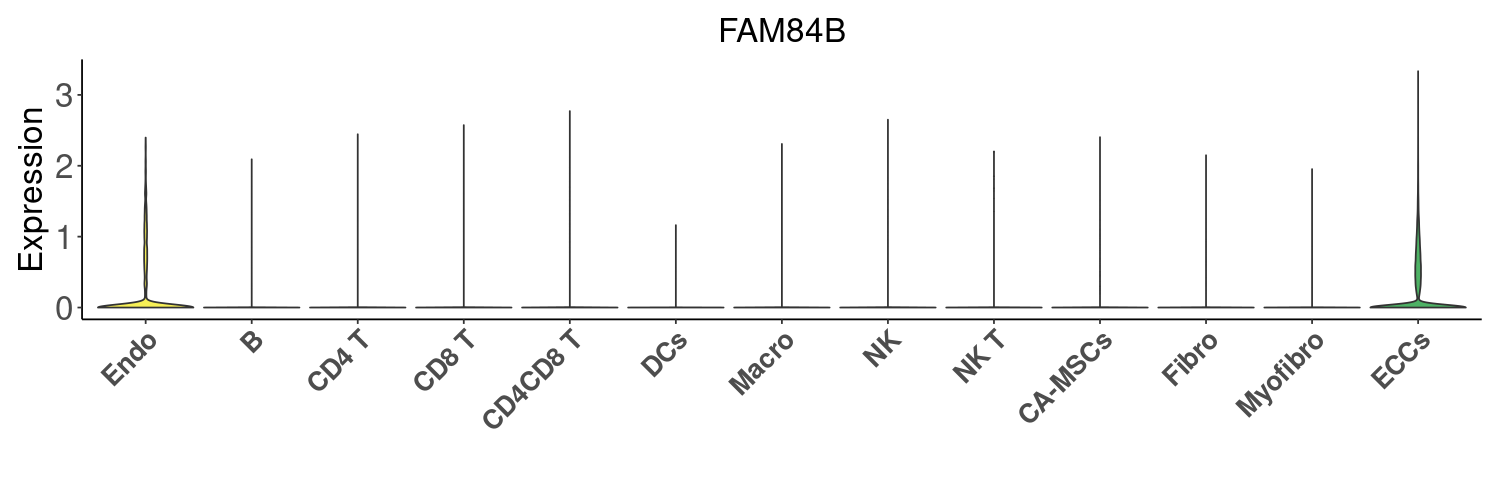 FAM84B
Expression
3
2
1
0
Endo
B
CD4 T
CD8 T
CD4CD8 T
DCs
Macro
NK
NK T
CA-MSCs
Fibro
Myofibro
ECCs